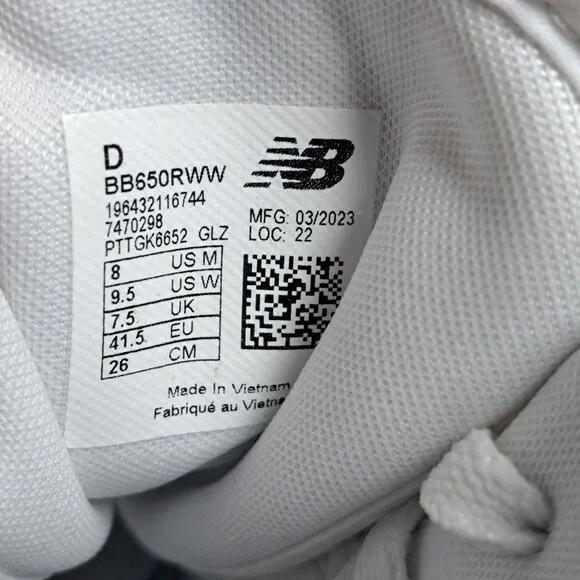 D
BB650RWW
196432116744
7470298
PTTGK6652 GLZ
NB
MFG: 03/2023
LOC: 22
8 US M
9.5 US W
7.5 UK
41.5 EU
26 CM
Made In Vietnam
Fabriqué au